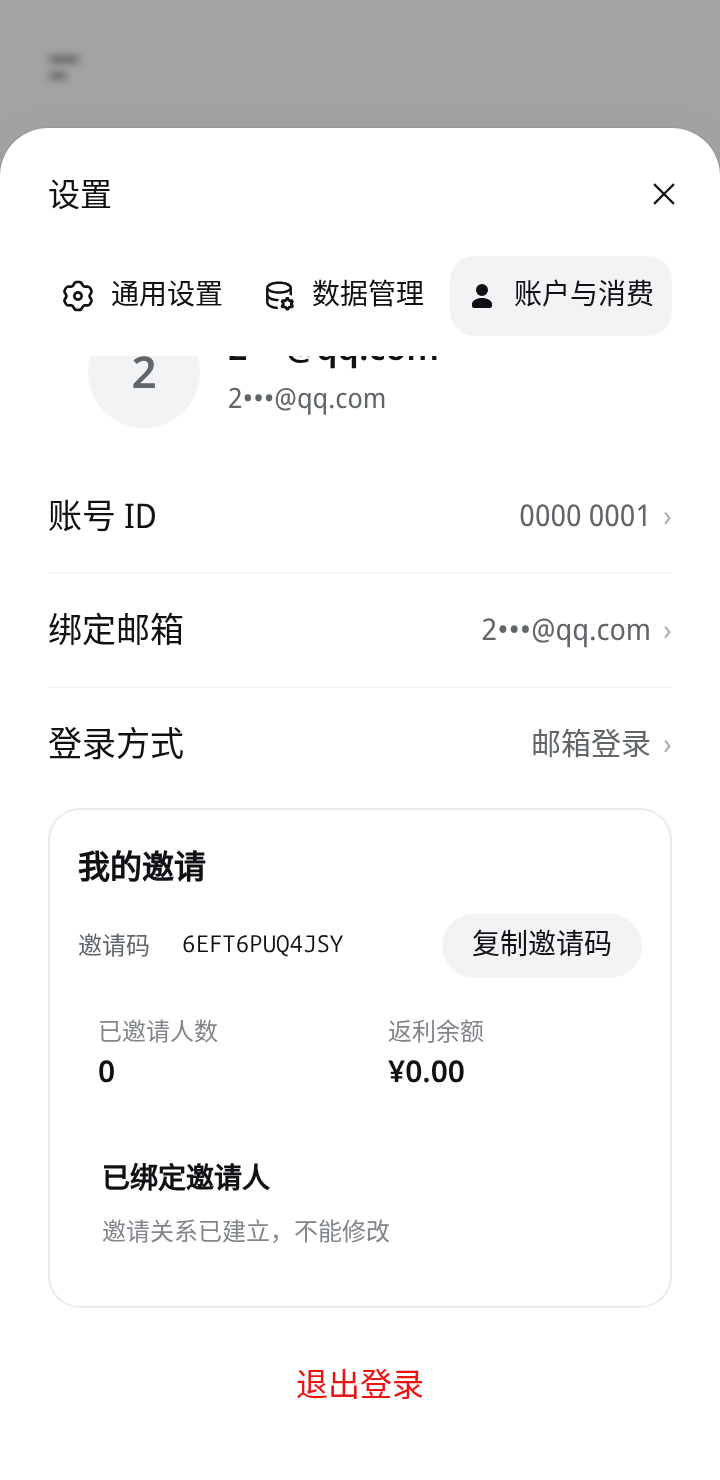 设置
通用设置
数据管理
账户与消费
2
2•••@qq.com
账号 ID
0000 0001 ›
绑定邮箱
2•••@qq.com ›
登录方式
邮箱登录 ›
我的邀请
邀请码
6EFT6PUQ4JSY
复制邀请码
已邀请人数
返利余额
0
¥0.00
已绑定邀请人
邀请关系已建立，不能修改
退出登录